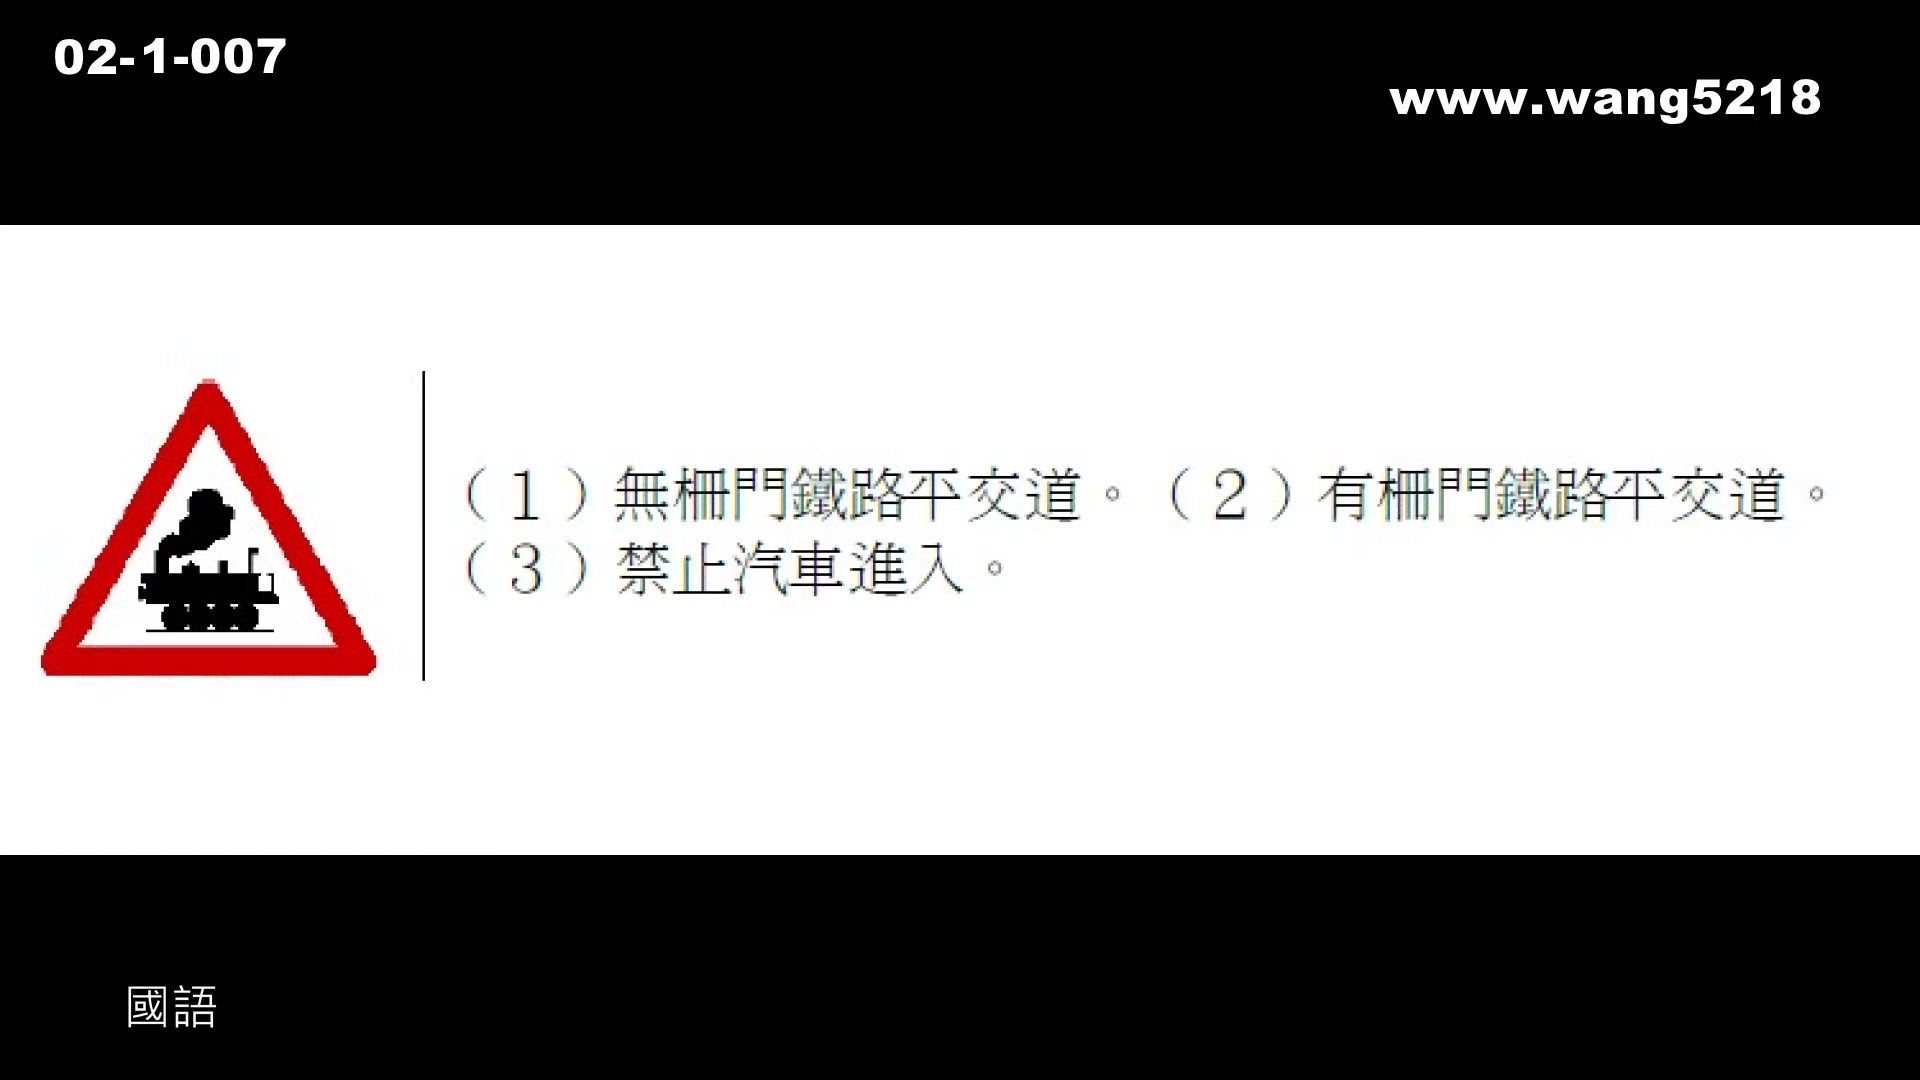 02-1-007
www.wang5218
（1）無柵門鐵路平交道。（2）有柵門鐵路平交道。
（3）禁止汽車進入。
國語